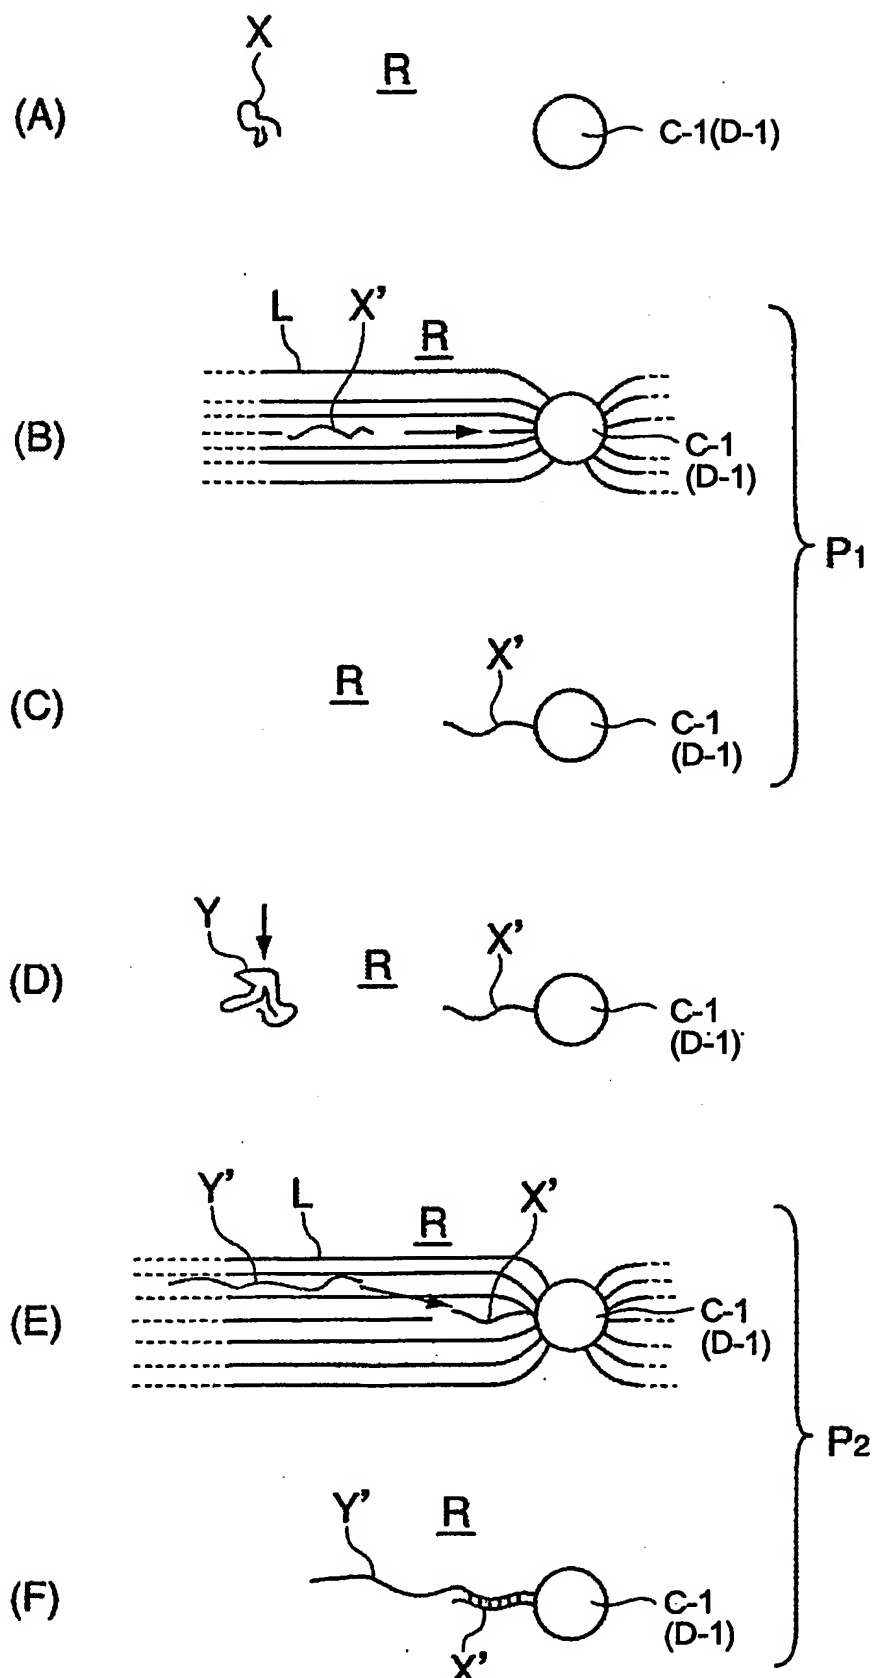 X
R
(A)
C-1(D-1)
L
X'
R
(B)
C-1
(D-1)
P1
X'
R
(C)
C-1
(D-1)
Y
X'
R
(D)
C-1
(D-1)
Y'
L
X'
R
(E)
C-1
(D-1)
P2
Y'
R
(F)
C-1
(D-1)
X'